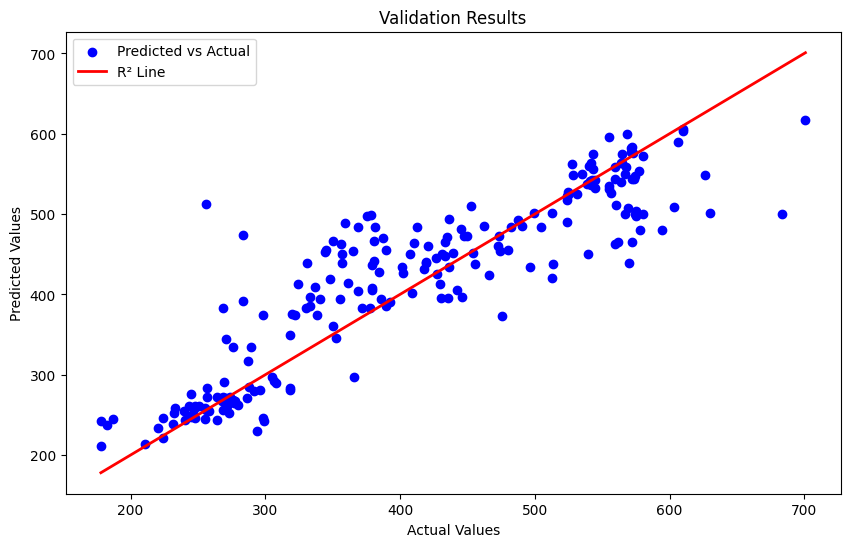 Validation Results
Predicted vs Actual
R² Line
700
600
500
400
300
200
Predicted Values
200
300
400
500
600
700
Actual Values